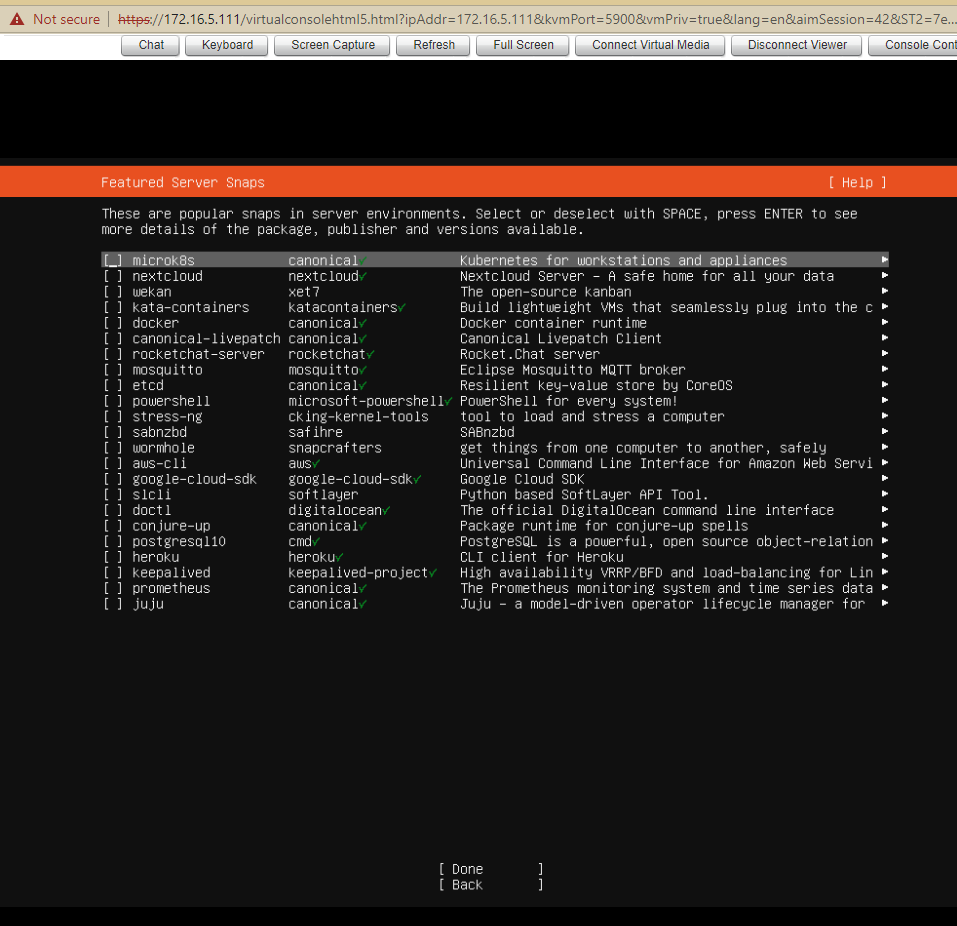 Not secure | https://172.16.5.111/virtualconsolehtml5.html?ipAddr=172.16.5.111&kvmPort=5900&vmPriv=true&lang=en&aimSession=42&ST2=7e...
Chat Keyboard Screen Capture Refresh Full Screen Connect Virtual Media Disconnect Viewer Console Cont
Featured Server Snaps [ Help ]
These are popular snaps in server environments. Select or deselect with SPACE, press ENTER to see
more details of the package, publisher and versions available.
[_] microk8s canonical✓ Kubernetes for workstations and appliances ►
[ ] nextcloud nextcloud✓ Nextcloud Server - A safe home for all your data ►
[ ] wekan xet7 The open-source kanban ►
[ ] kata-containers katacontainers✓ Build lightweight VMs that seamlessly plug into the c ►
[ ] docker canonical✓ Docker container runtime ►
[ ] canonical-livepatch canonical✓ Canonical Livepatch Client ►
[ ] rocketchat-server rocketchat✓ Rocket.Chat server ►
[ ] mosquitto mosquitto✓ Eclipse Mosquitto MQTT broker ►
[ ] etcd canonical✓ Resilient key-value store by CoreOS ►
[ ] powershell microsoft-powershell✓ PowerShell for every system! ►
[ ] stress-ng cking-kernel-tools tool to load and stress a computer ►
[ ] sabnzbd safihre SABnzbd ►
[ ] wormhole snapcrafters get things from one computer to another, safely ►
[ ] aws-cli aws✓ Universal Command Line Interface for Amazon Web Servi ►
[ ] google-cloud-sdk google-cloud-sdk✓ Google Cloud SDK ►
[ ] slcli softlayer Python based SoftLayer API Tool. ►
[ ] doctl digitalocean✓ The official DigitalOcean command line interface ►
[ ] conjure-up canonical✓ Package runtime for conjure-up spells ►
[ ] postgresql10 cmd✓ PostgreSQL is a powerful, open source object-relation ►
[ ] heroku heroku✓ CLI client for Heroku ►
[ ] keepalived keepalived-project✓ High availability VRRP/BFD and load-balancing for Lin ►
[ ] prometheus canonical✓ The Prometheus monitoring system and time series data ►
[ ] juju canonical✓ Juju - a model-driven operator lifecycle manager for ►
[ Done ]
[ Back ]